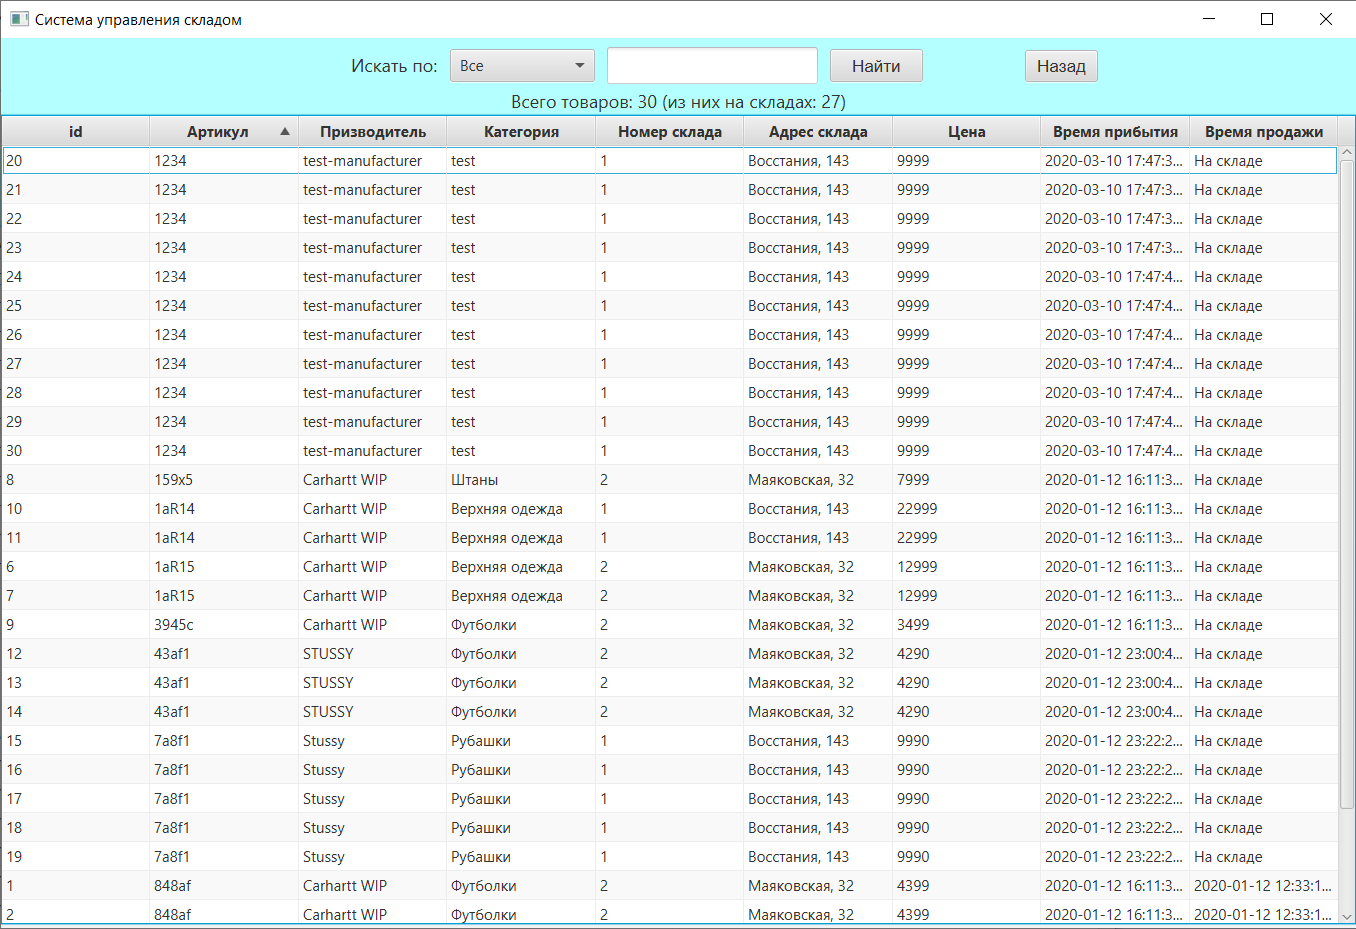 Система управления складом
Искать по: Все Найти Назад
Всего товаров: 30 (из них на складах: 27)
id Артикул Призводитель Категория Номер склада Адрес склада Цена Время прибытия Время продажи
20 1234 test-manufacturer test 1 Восстания, 143 9999 2020-03-10 17:47:3... На складе
21 1234 test-manufacturer test 1 Восстания, 143 9999 2020-03-10 17:47:3... На складе
22 1234 test-manufacturer test 1 Восстания, 143 9999 2020-03-10 17:47:3... На складе
23 1234 test-manufacturer test 1 Восстания, 143 9999 2020-03-10 17:47:3... На складе
24 1234 test-manufacturer test 1 Восстания, 143 9999 2020-03-10 17:47:4... На складе
25 1234 test-manufacturer test 1 Восстания, 143 9999 2020-03-10 17:47:4... На складе
26 1234 test-manufacturer test 1 Восстания, 143 9999 2020-03-10 17:47:4... На складе
27 1234 test-manufacturer test 1 Восстания, 143 9999 2020-03-10 17:47:4... На складе
28 1234 test-manufacturer test 1 Восстания, 143 9999 2020-03-10 17:47:4... На складе
29 1234 test-manufacturer test 1 Восстания, 143 9999 2020-03-10 17:47:4... На складе
30 1234 test-manufacturer test 1 Восстания, 143 9999 2020-03-10 17:47:4... На складе
8 159x5 Carhartt WIP Штаны 2 Маяковская, 32 7999 2020-01-12 16:11:3... На складе
10 1aR14 Carhartt WIP Верхняя одежда 1 Восстания, 143 22999 2020-01-12 16:11:3... На складе
11 1aR14 Carhartt WIP Верхняя одежда 1 Восстания, 143 22999 2020-01-12 16:11:3... На складе
6 1aR15 Carhartt WIP Верхняя одежда 2 Маяковская, 32 12999 2020-01-12 16:11:3... На складе
7 1aR15 Carhartt WIP Верхняя одежда 2 Маяковская, 32 12999 2020-01-12 16:11:3... На складе
9 3945c Carhartt WIP Футболки 2 Маяковская, 32 3499 2020-01-12 16:11:3... На складе
12 43af1 STUSSY Футболки 2 Маяковская, 32 4290 2020-01-12 23:00:4... На складе
13 43af1 STUSSY Футболки 2 Маяковская, 32 4290 2020-01-12 23:00:4... На складе
14 43af1 STUSSY Футболки 2 Маяковская, 32 4290 2020-01-12 23:00:4... На складе
15 7a8f1 Stussy Рубашки 1 Восстания, 143 9990 2020-01-12 23:22:2... На складе
16 7a8f1 Stussy Рубашки 1 Восстания, 143 9990 2020-01-12 23:22:2... На складе
17 7a8f1 Stussy Рубашки 1 Восстания, 143 9990 2020-01-12 23:22:2... На складе
18 7a8f1 Stussy Рубашки 1 Восстания, 143 9990 2020-01-12 23:22:2... На складе
19 7a8f1 Stussy Рубашки 1 Восстания, 143 9990 2020-01-12 23:22:2... На складе
1 848af Carhartt WIP Футболки 2 Маяковская, 32 4399 2020-01-12 16:11:3... 2020-01-12 12:33:1...
2 848af Carhartt WIP Футболки 2 Маяковская, 32 4399 2020-01-12 16:11:3... 2020-01-12 12:33:1...